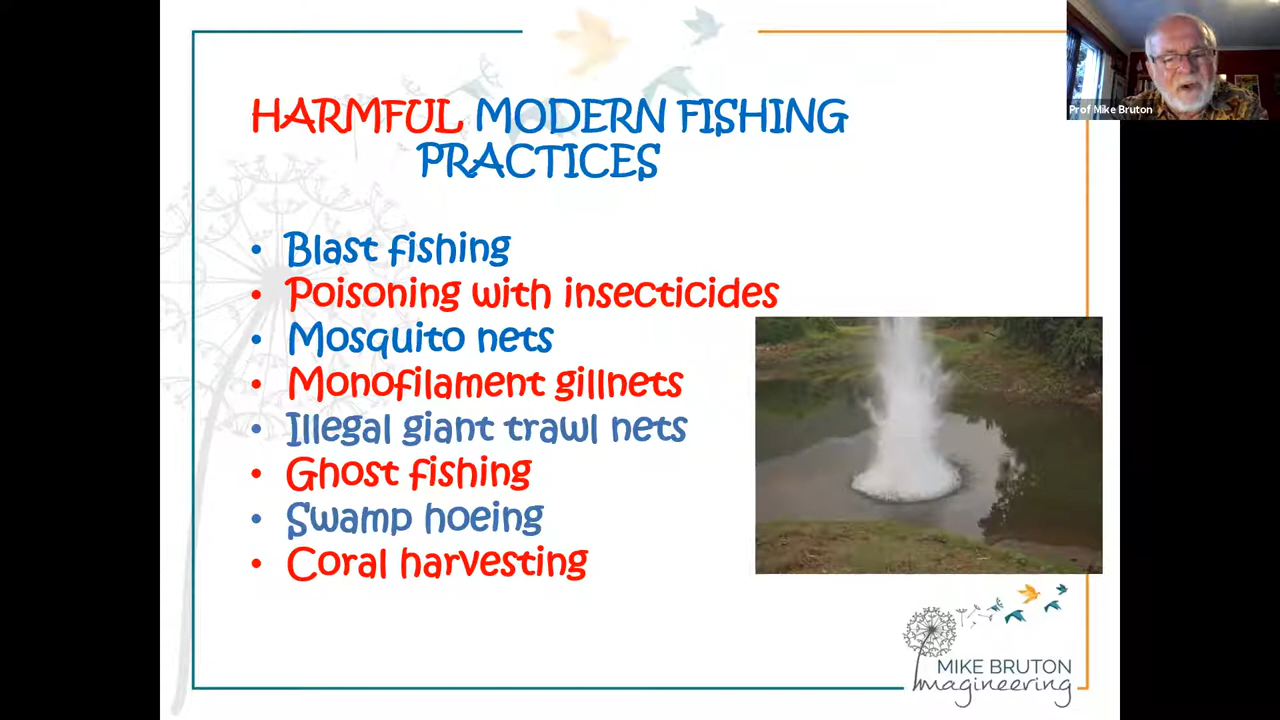 HARMFUL MODERN FISHING
PRACTICES
• Blast fishing
• Poisoning with insecticides
• Mosquito nets
• Monofilament gillnets
• Illegal giant trawl nets
• Ghost fishing
• Swamp hoeing
• Coral harvesting
Prof Mike Bruton
MIKE BRUTON
imagineering